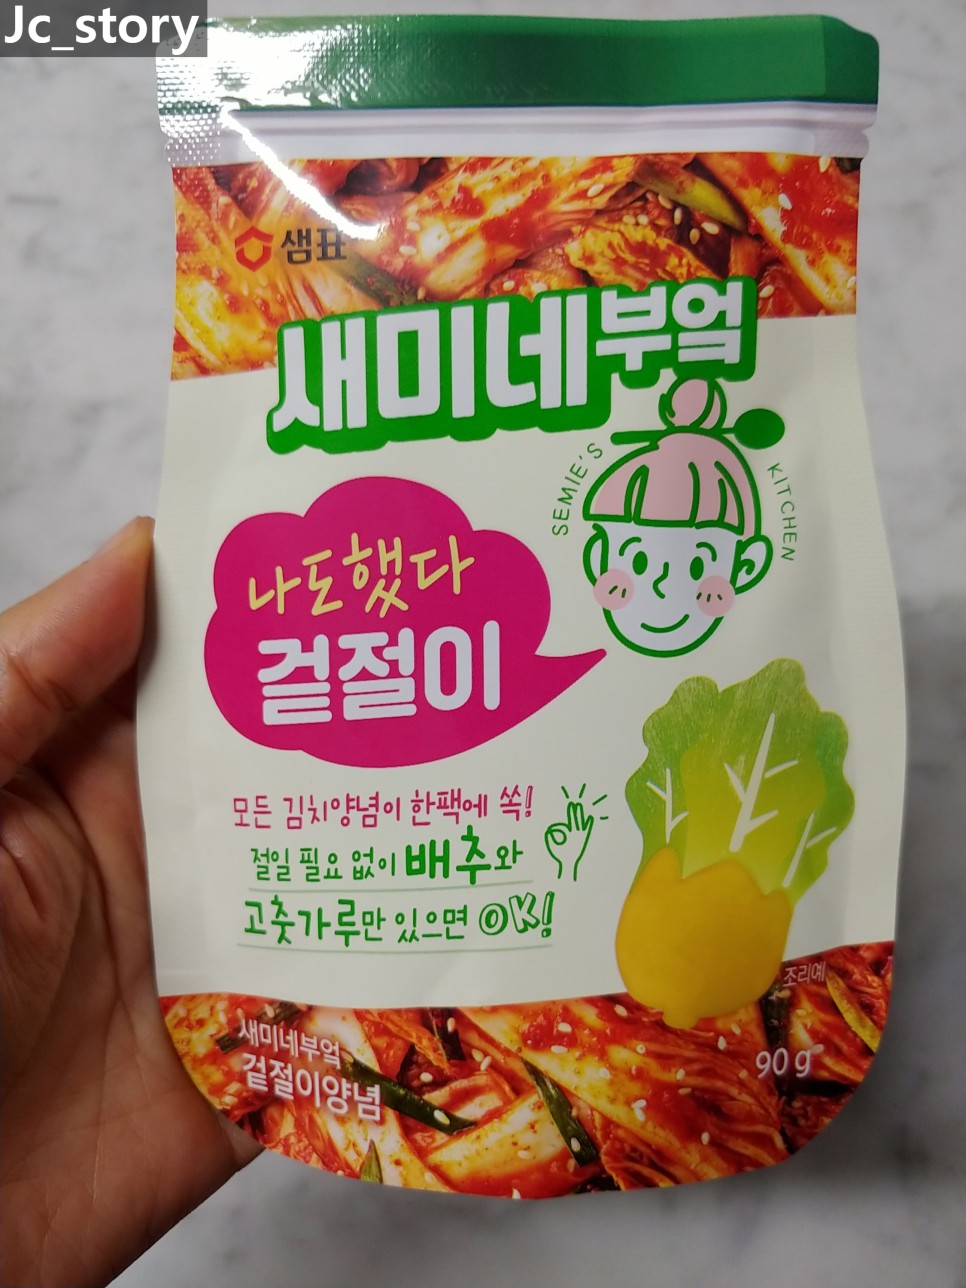 Jc_story
샘표
새미네부엌
SEMIE'S KITCHEN
나도했다
겉절이
모든 김치양념이 한팩에 쏙!
절일 필요 없이 배추와
고춧가루만 있으면 OK!
조리예
새미네부엌
겉절이양념
90 g